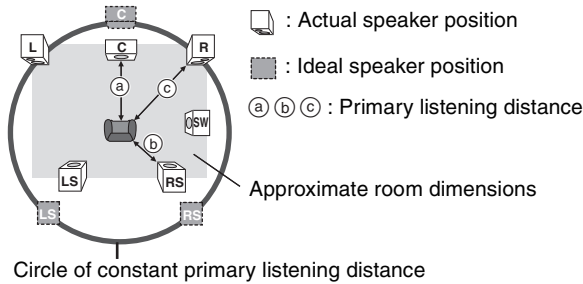 C
L
C
R
: Actual speaker position
: Ideal speaker position
a
c
a b c : Primary listening distance
SW
b
LS
RS
Approximate room dimensions
LS
RS
Circle of constant primary listening distance